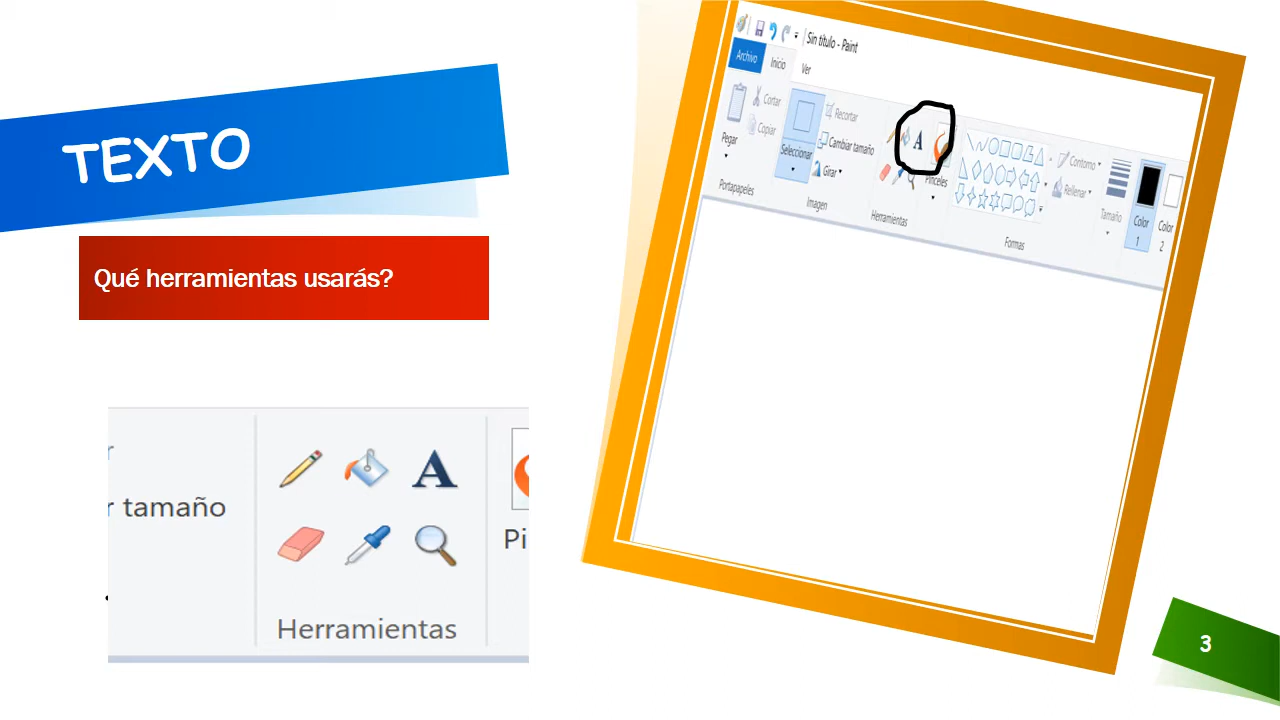 TEXTO
Qué herramientas usarás?
r
r tamaño
A
Pi
Herramientas
Sin título - Paint
Archivo
Inicio
Ver
Pegar
Cortar
Copiar
Portapapeles
Seleccionar
Recortar
Cambiar tamaño
Girar
Imagen
A
Herramientas
Pinceles
Formas
Contorno
Rellenar
Tamaño
Color
1
Color
2
3